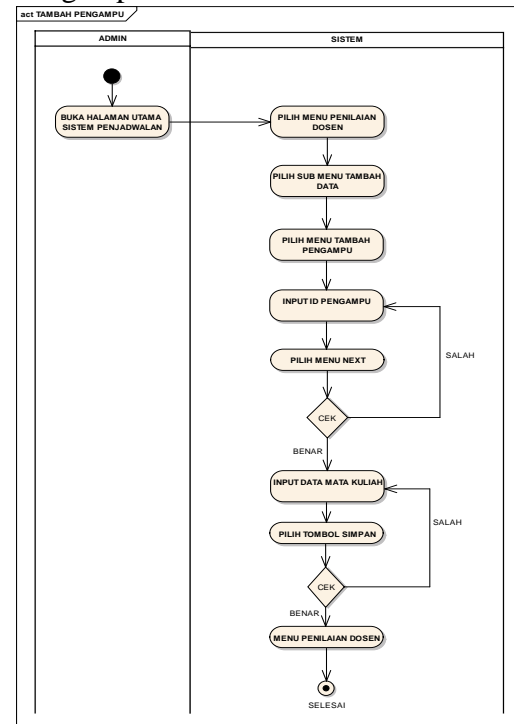 act TAMBAH PENGAMPU
ADMIN
SISTEM
BUKA HALAMAN UTAMA
SISTEM PENJADWALAN
PILIH MENU PENILAIAN
DOSEN
PILIH SUB MENU TAMBAH
DATA
PILIH MENU TAMBAH
PENGAMPU
INPUT ID PENGAMPU
PILIH MENU NEXT
SALAH
CEK
BENAR
INPUT DATA MATA KULIAH
PILIH TOMBOL SIMPAN
SALAH
CEK
BENAR
MENU PENILAIAN DOSEN
SELESAI